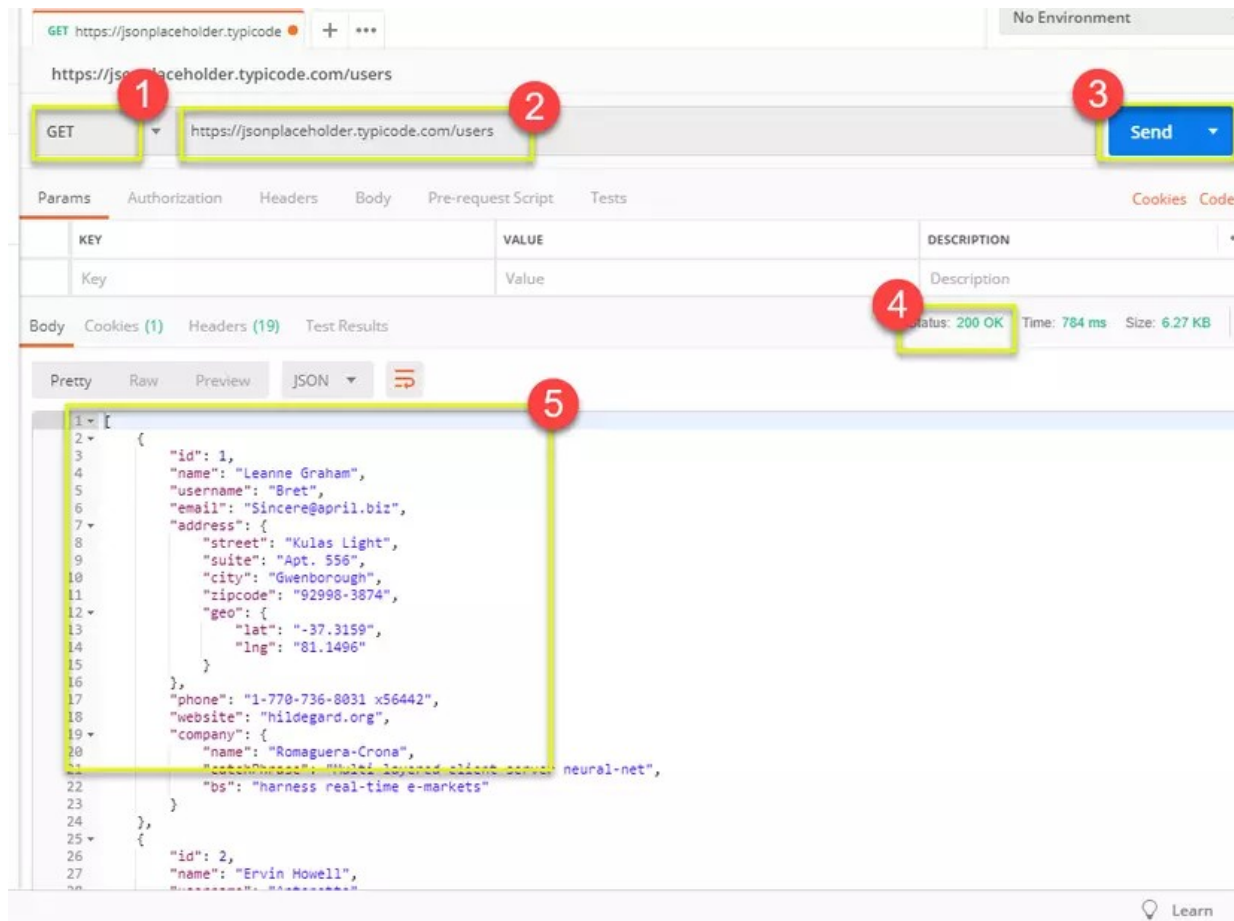 GET https://jsonplaceholder.typicode + •••
No Environment
https://jsonplaceholder.typicode.com/users
1
2
3
GET https://jsonplaceholder.typicode.com/users Send
Params Authorization Headers Body Pre-request Script Tests Cookies Code
KEY VALUE DESCRIPTION
Key Value Description
4
Body Cookies (1) Headers (19) Test Results Status: 200 OK Time: 784 ms Size: 6.27 KB
Pretty Raw Preview JSON
5
1 [
2 {
3 "id": 1,
4 "name": "Leanne Graham",
5 "username": "Bret",
6 "email": "Sincere@april.biz",
7 "address": {
8 "street": "Kulas Light",
9 "suite": "Apt. 556",
10 "city": "Gwenborough",
11 "zipcode": "92998-3874",
12 "geo": {
13 "lat": "-37.3159",
14 "lng": "81.1496"
15 }
16 },
17 "phone": "1-770-736-8031 x56442",
18 "website": "hildegard.org",
19 "company": {
20 "name": "Romaguera-Crona",
21 "catchPhrase": "Multi-layered client-server neural-net",
22 "bs": "harness real-time e-markets"
23 }
24 },
25 {
26 "id": 2,
27 "name": "Ervin Howell",
Learn